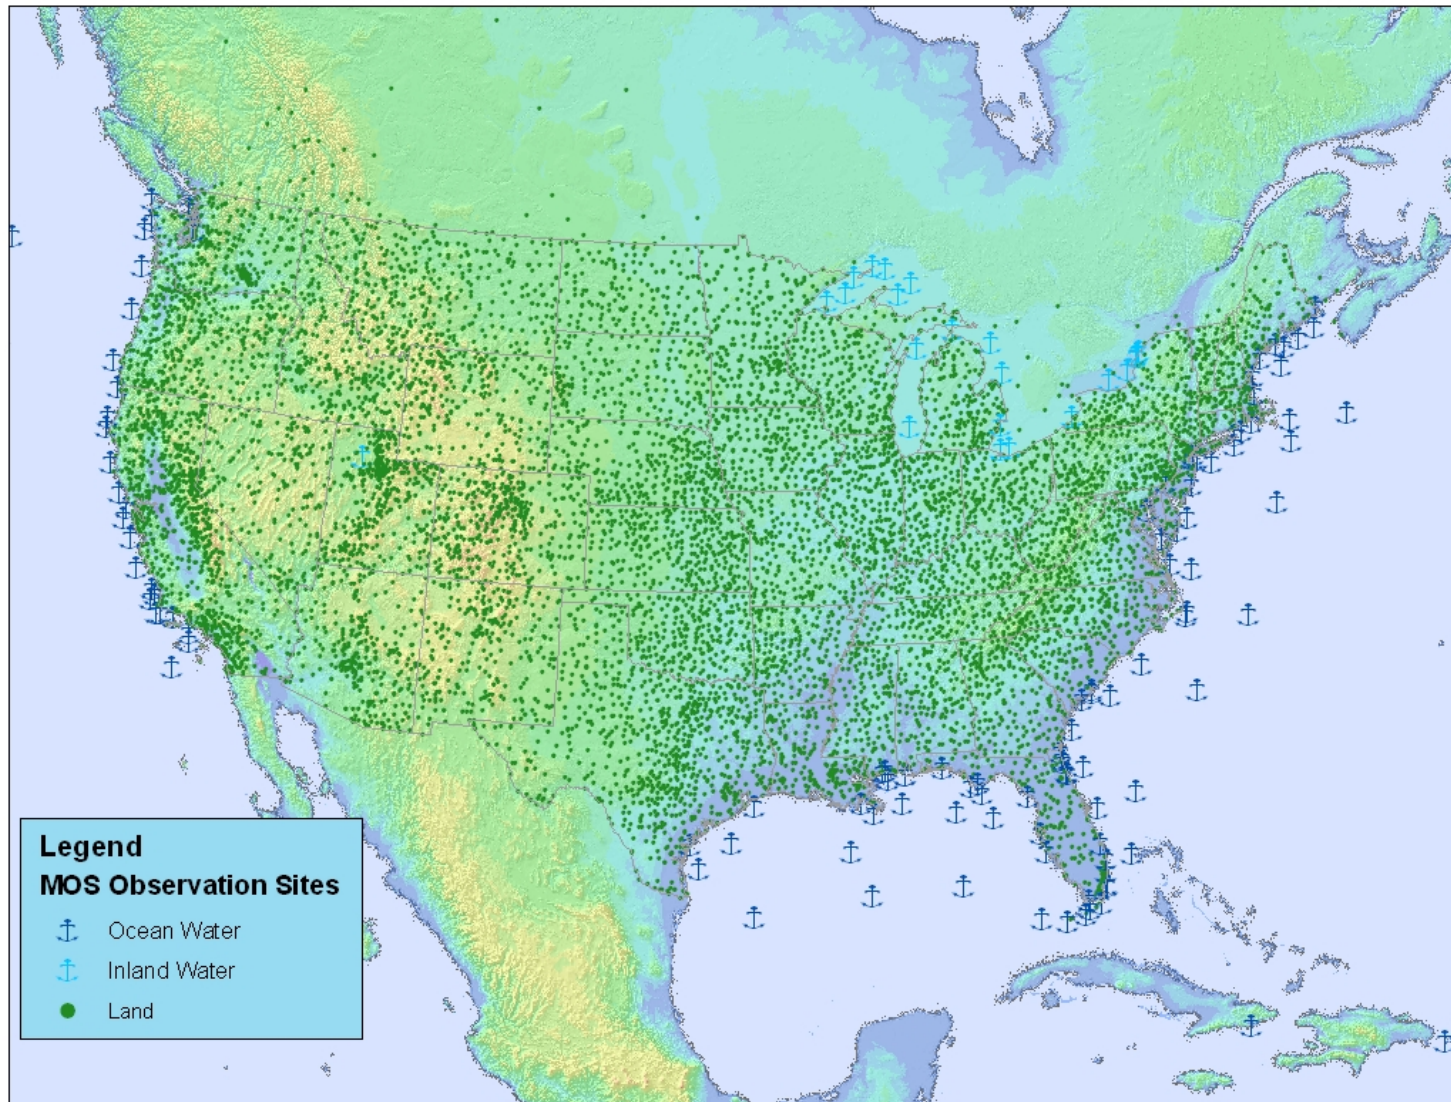 Legend
MOS Observation Sites
Ocean Water
Inland Water
Land